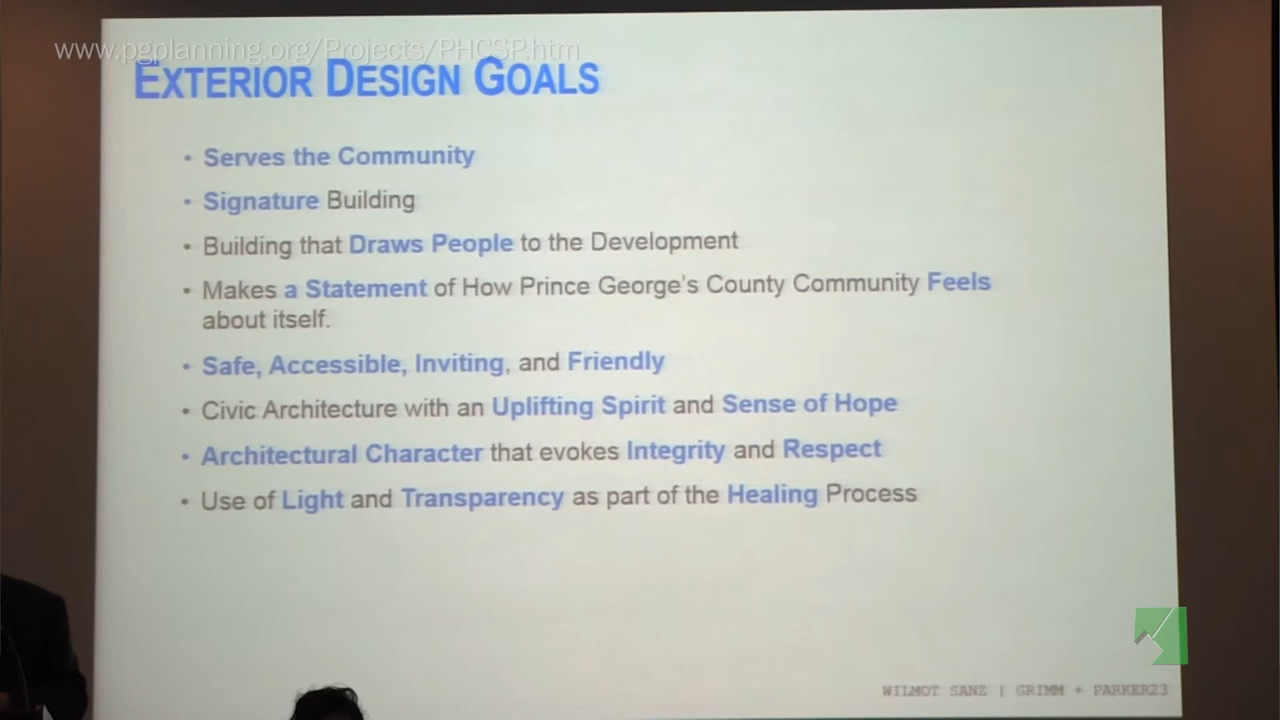 www.pgplanning.org/Projects/PHCSP.htm
EXTERIOR DESIGN GOALS
• Serves the Community
• Signature Building
• Building that Draws People to the Development
• Makes a Statement of How Prince George's County Community Feels
about itself.
• Safe, Accessible, Inviting, and Friendly
• Civic Architecture with an Uplifting Spirit and Sense of Hope
• Architectural Character that evokes Integrity and Respect
• Use of Light and Transparency as part of the Healing Process
WILMOT SANZ | GRIMM + PARKER23